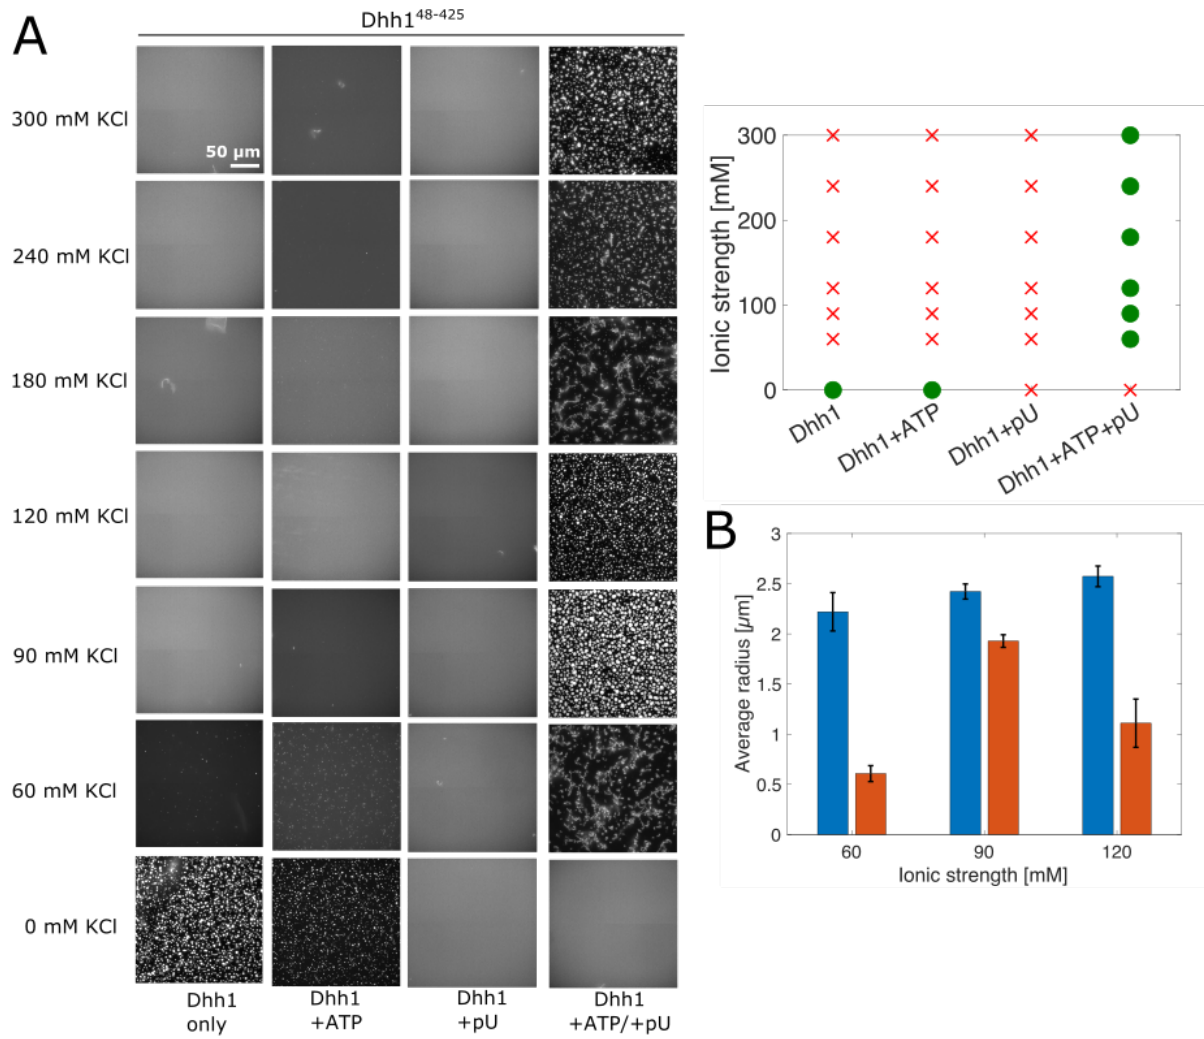 A
Dhh1⁴⁸⁻⁴²⁵
300 mM KCl
50 µm
240 mM KCl
180 mM KCl
120 mM KCl
90 mM KCl
60 mM KCl
0 mM KCl
Dhh1
only
Dhh1
+ATP
Dhh1
+pU
Dhh1
+ATP/+pU
Ionic strength [mM]
300
200
100
0
Dhh1
Dhh1+ATP
Dhh1+pU
Dhh1+ATP+pU
B
Average radius [µm]
3
2.5
2
1.5
1
0.5
0
60
90
120
Ionic strength [mM]